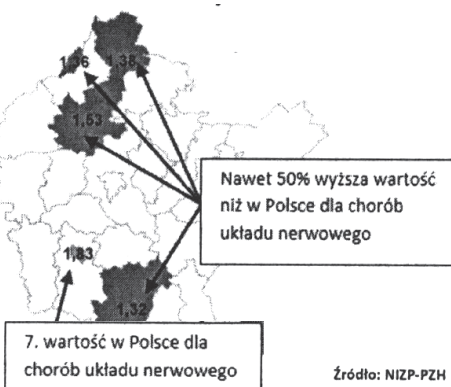 1,36
1,38
1,53
Nawet 50% wyższa wartość
niż w Polsce dla chorób
układu nerwowego
1,83
1,32
7. wartość w Polsce dla
chorób układu nerwowego
Źródło: NIZP-PZH